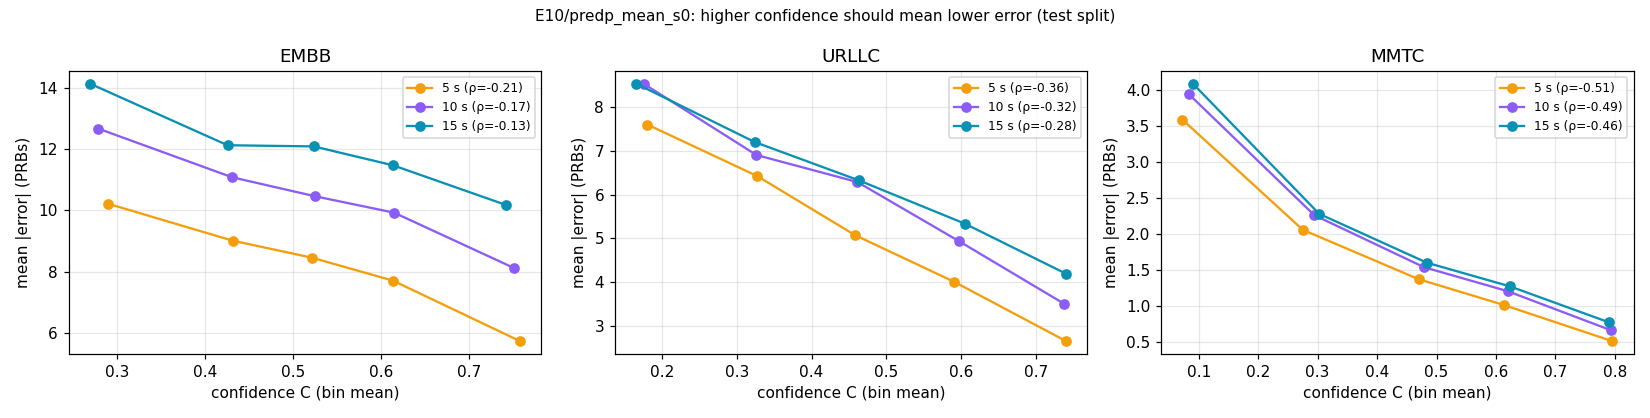 E10/predp_mean_s0: higher confidence should mean lower error (test split)
EMBB
mean |error| (PRBs)
14
12
10
8
6
5 s (ρ=-0.21)
10 s (ρ=-0.17)
15 s (ρ=-0.13)
0.3 0.4 0.5 0.6 0.7
confidence C (bin mean)
URLLC
mean |error| (PRBs)
8
7
6
5
4
3
5 s (ρ=-0.36)
10 s (ρ=-0.32)
15 s (ρ=-0.28)
0.2 0.3 0.4 0.5 0.6 0.7
confidence C (bin mean)
MMTC
mean |error| (PRBs)
4.0
3.5
3.0
2.5
2.0
1.5
1.0
0.5
5 s (ρ=-0.51)
10 s (ρ=-0.49)
15 s (ρ=-0.46)
0.1 0.2 0.3 0.4 0.5 0.6 0.7 0.8
confidence C (bin mean)